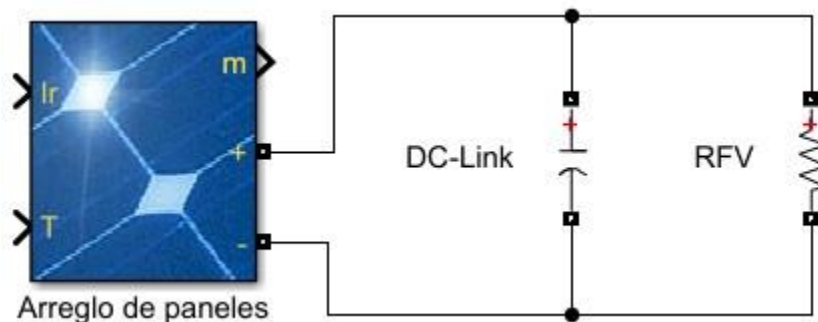 m
Ir
+
T
-
Arreglo de paneles
DC-Link
+
RFV
+